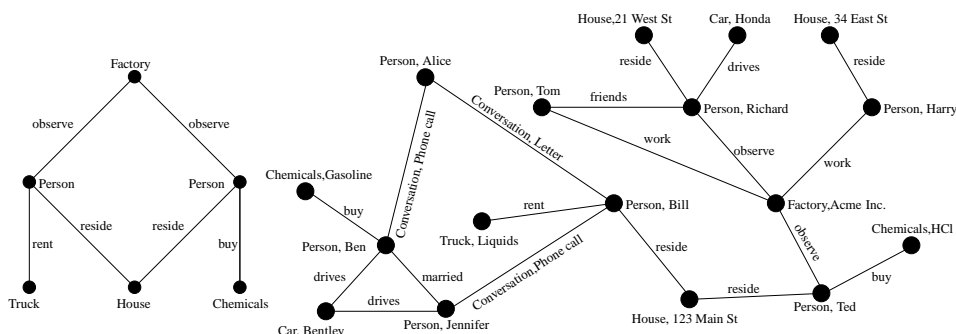 Factory
observe
observe
Person
Person
rent
reside
reside
buy
Truck
House
Chemicals
Person, Alice
Conversation, Phone call
Conversation, Letter
Chemicals,Gasoline
buy
Person, Ben
drives
married
drives
Car, Bentley
Person, Jennifer
Conversation,Phone call
Truck, Liquids
rent
Person, Bill
reside
House, 123 Main St
reside
Person, Ted
buy
Chemicals,HCl
observe
Factory,Acme Inc.
work
observe
work
Person, Tom
friends
Person, Richard
reside
drives
House,21 West St
Car, Honda
House, 34 East St
reside
Person, Harry